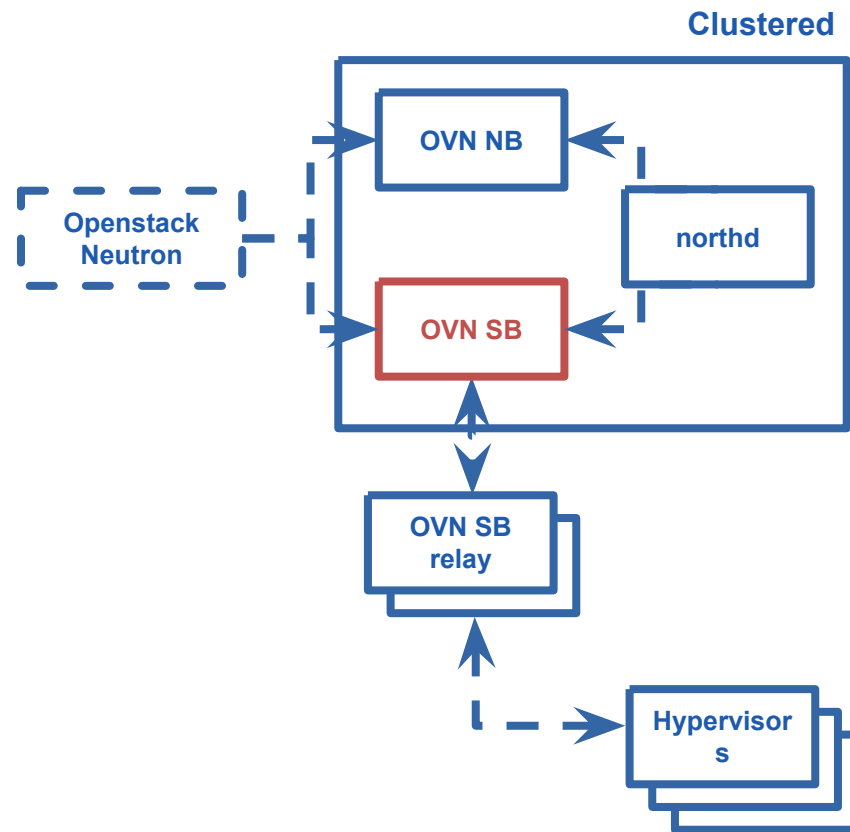 Clustered
OVN NB
Openstack
Neutron
northd
OVN SB
OVN SB
relay
Hypervisor
s